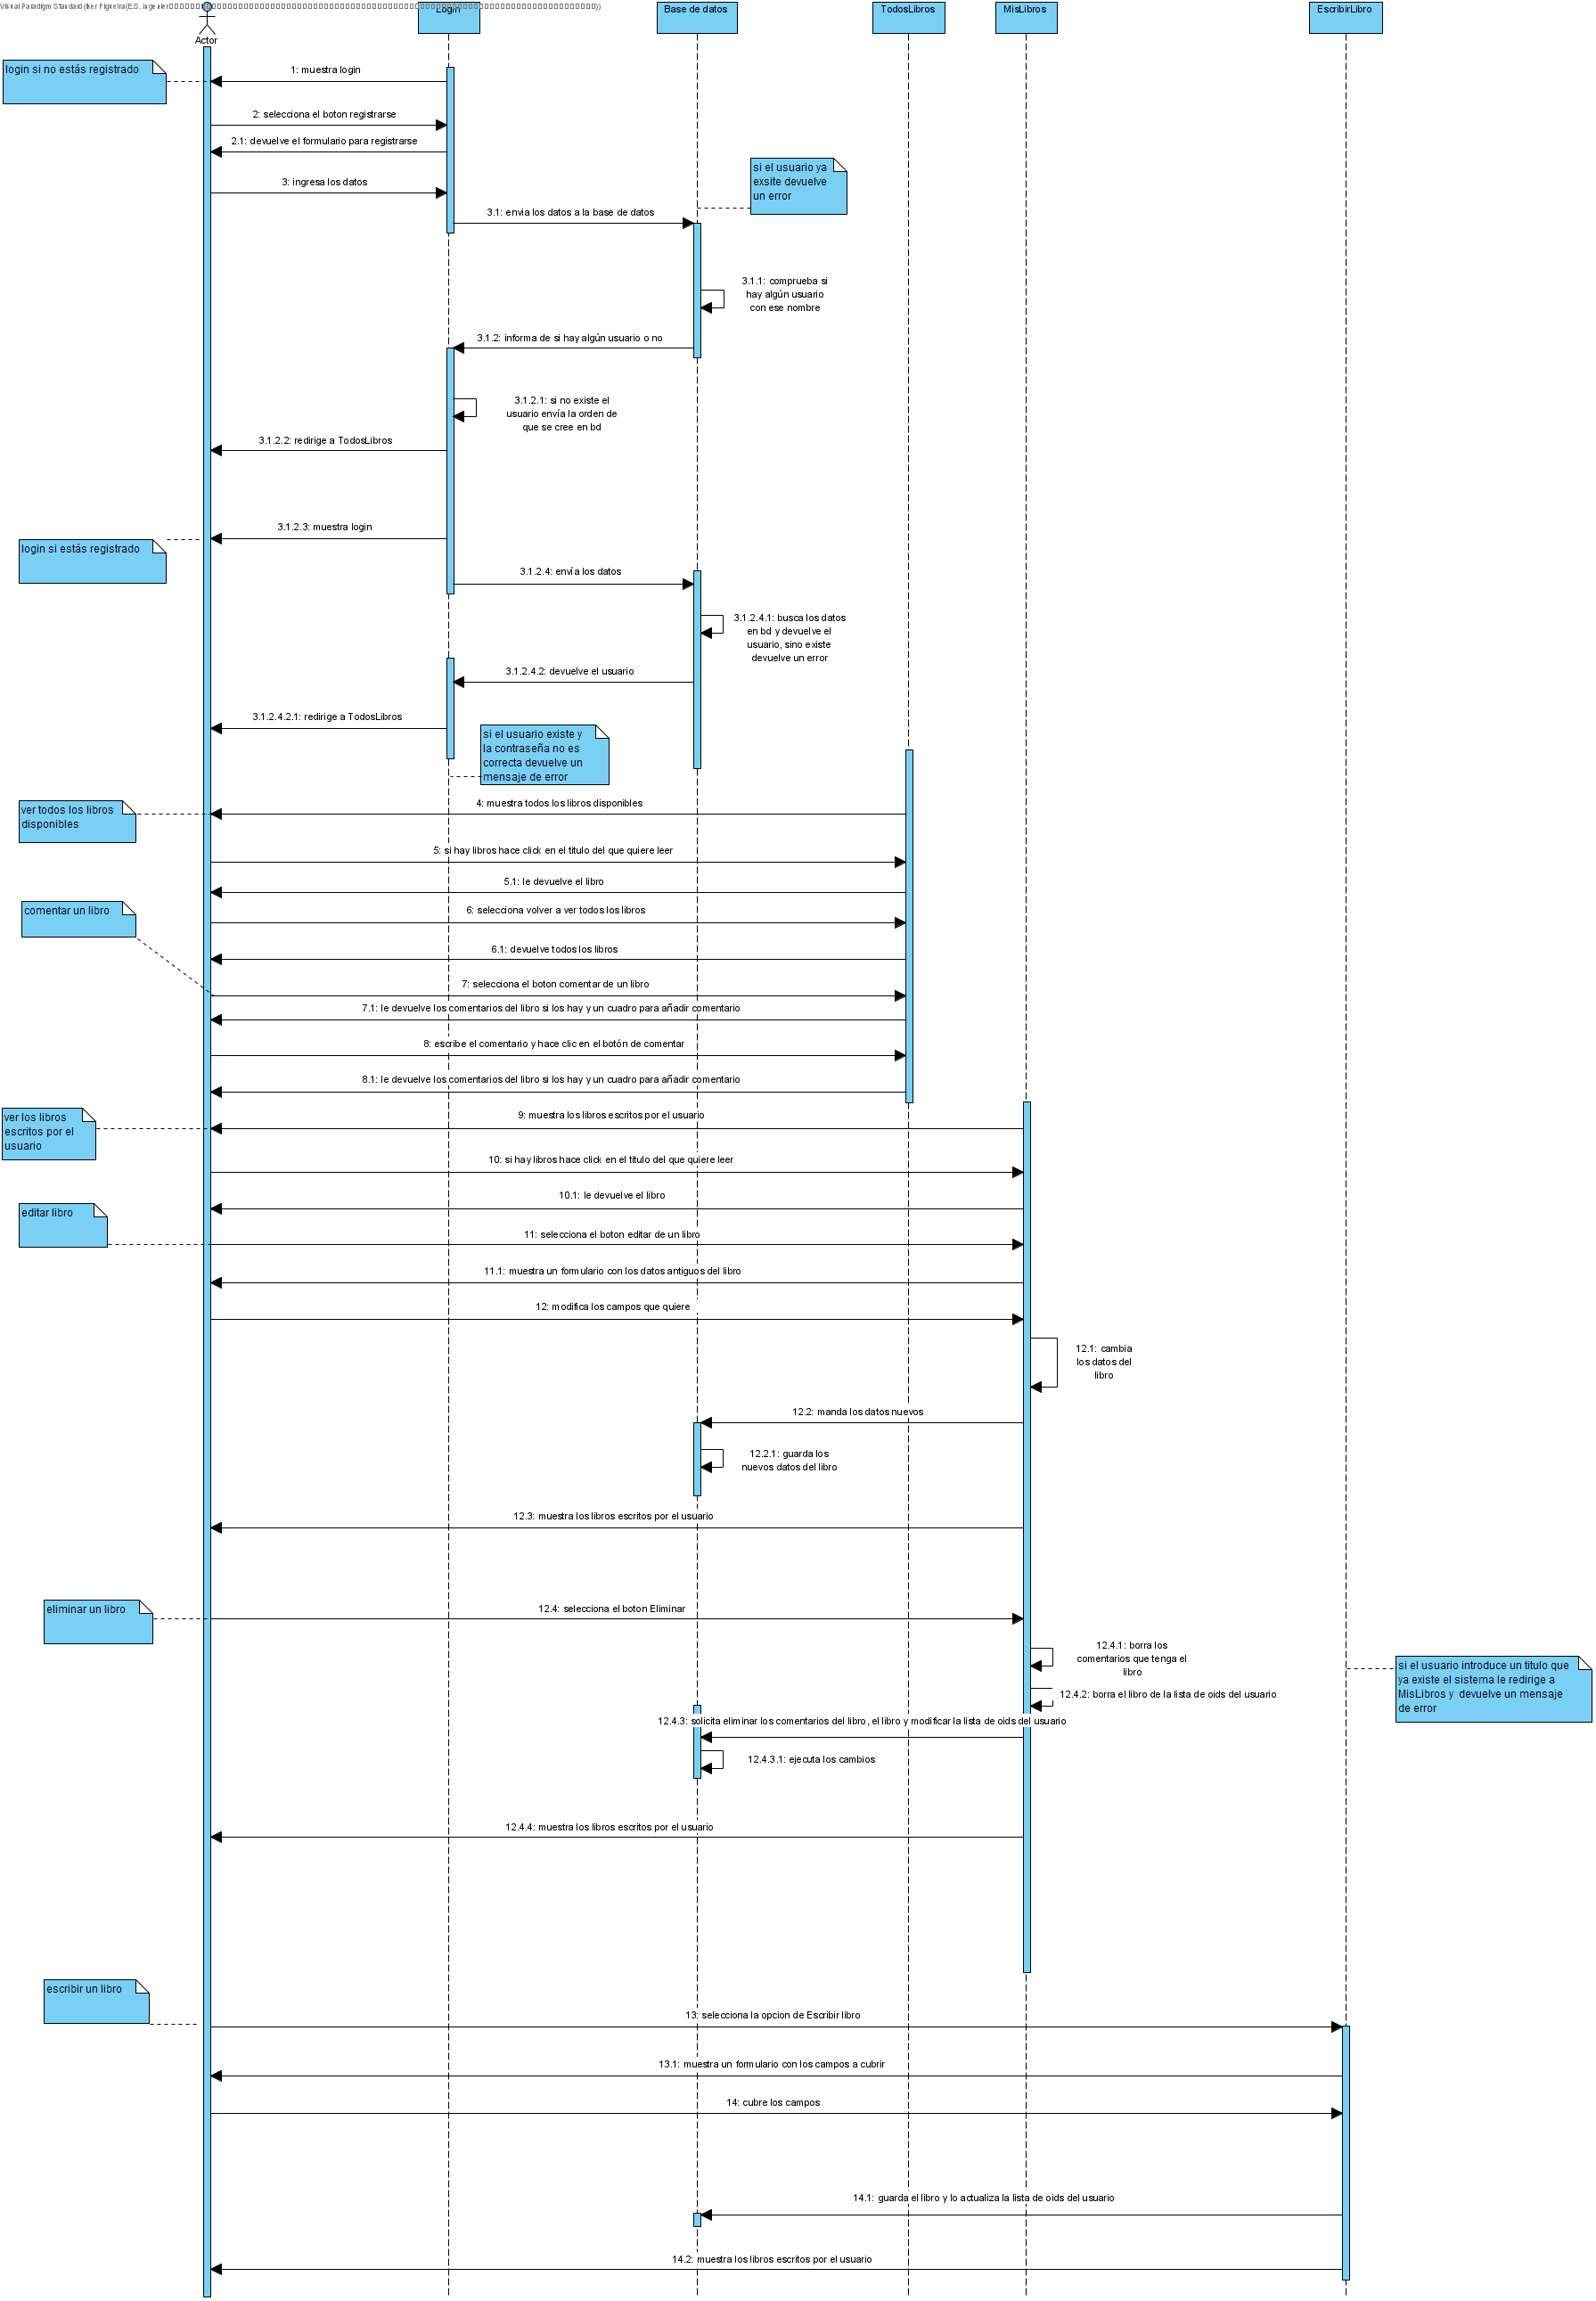 Visual Paradigm Standard(Iker Figueira(E.S. Ingenier
Actor
Login
Base de datos
TodosLibros
MisLibros
EscribirLibro
login si no estás registrado
1: muestra login
2: selecciona el boton registrarse
2.1: devuelve el formulario para registrarse
3: ingresa los datos
si el usuario ya
exsite devuelve
un error
3.1: envia los datos a la base de datos
3.1.1: comprueba si
hay algún usuario
con ese nombre
3.1.2: informa de si hay algún usuario o no
3.1.2.1: si no existe el
usuario envía la orden de
que se cree en bd
3.1.2.2: redirige a TodosLibros
3.1.2.3: muestra login
login si estás registrado
3.1.2.4: envía los datos
3.1.2.4.1: busca los datos
en bd y devuelve el
usuario, sino existe
devuelve un error
3.1.2.4.2: devuelve el usuario
3.1.2.4.2.1: redirige a TodosLibros
si el usuario existe y
la contraseña no es
correcta devuelve un
mensaje de error
ver todos los libros
disponibles
4: muestra todos los libros disponibles
5: si hay libros hace click en el titulo del que quiere leer
5.1: le devuelve el libro
comentar un libro
6: selecciona volver a ver todos los libros
6.1: devuelve todos los libros
7: selecciona el boton comentar de un libro
7.1: le devuelve los comentarios del libro si los hay y un cuadro para añadir comentario
8: escribe el comentario y hace clic en el botón de comentar
8.1: le devuelve los comentarios del libro si los hay y un cuadro para añadir comentario
ver los libros
escritos por el
usuario
9: muestra los libros escritos por el usuario
10: si hay libros hace click en el titulo del que quiere leer
10.1: le devuelve el libro
editar libro
11: selecciona el boton editar de un libro
11.1: muestra un formulario con los datos antiguos del libro
12: modifica los campos que quiere
12.1: cambia
los datos del
libro
12.2: manda los datos nuevos
12.2.1: guarda los
nuevos datos del libro
12.3: muestra los libros escritos por el usuario
eliminar un libro
12.4: selecciona el boton Eliminar
12.4.1: borra los
comentarios que tenga el
libro
si el usuario introduce un titulo que
ya existe el sistema le redirige a
MisLibros y devuelve un mensaje
de error
12.4.2: borra el libro de la lista de oids del usuario
12.4.3: solicita eliminar los comentarios del libro, el libro y modificar la lista de oids del usuario
12.4.3.1: ejecuta los cambios
12.4.4: muestra los libros escritos por el usuario
escribir un libro
13: selecciona la opcion de Escribir libro
13.1: muestra un formulario con los campos a cubrir
14: cubre los campos
14.1: guarda el libro y lo actualiza la lista de oids del usuario
14.2: muestra los libros escritos por el usuario